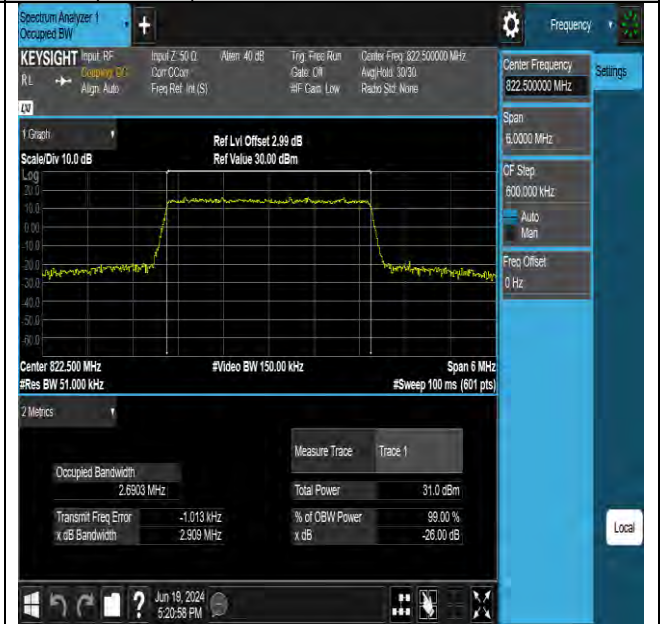 Spectrum Analyzer 1
Occupied BW
+
Frequency
KEYSIGHT
Input: RF
Input Z: 50 Ω
Atten: 40 dB
Trig: Free Run
Center Freq: 822.500000 MHz
RL
Coupling: DC
Corr CCorr
Gate: Off
Avg|Hold: 30/30
Align: Auto
Freq Ref: Int (S)
#IF Gain: Low
Radio Std: None
LXI
Center Frequency
822.500000 MHz
Settings
Span
6.0000 MHz
CF Step
600.000 kHz
Auto
Man
Freq Offset
0 Hz
1 Graph
Ref Lvl Offset 2.99 dB
Scale/Div 10.0 dB
Ref Value 30.00 dBm
Log
20.0
10.0
0.00
-10.0
-20.0
-30.0
-40.0
-50.0
-60.0
Center 822.500 MHz
#Video BW 150.00 kHz
Span 6 MHz
#Res BW 51.000 kHz
#Sweep 100 ms (601 pts)
2 Metrics
Measure Trace
Trace 1
Occupied Bandwidth
2.6903 MHz
Total Power
31.0 dBm
Transmit Freq Error
-1.013 kHz
% of OBW Power
99.00 %
x dB Bandwidth
2.909 MHz
x dB
-26.00 dB
Local
?
Jun 19, 2024
5:20:58 PM